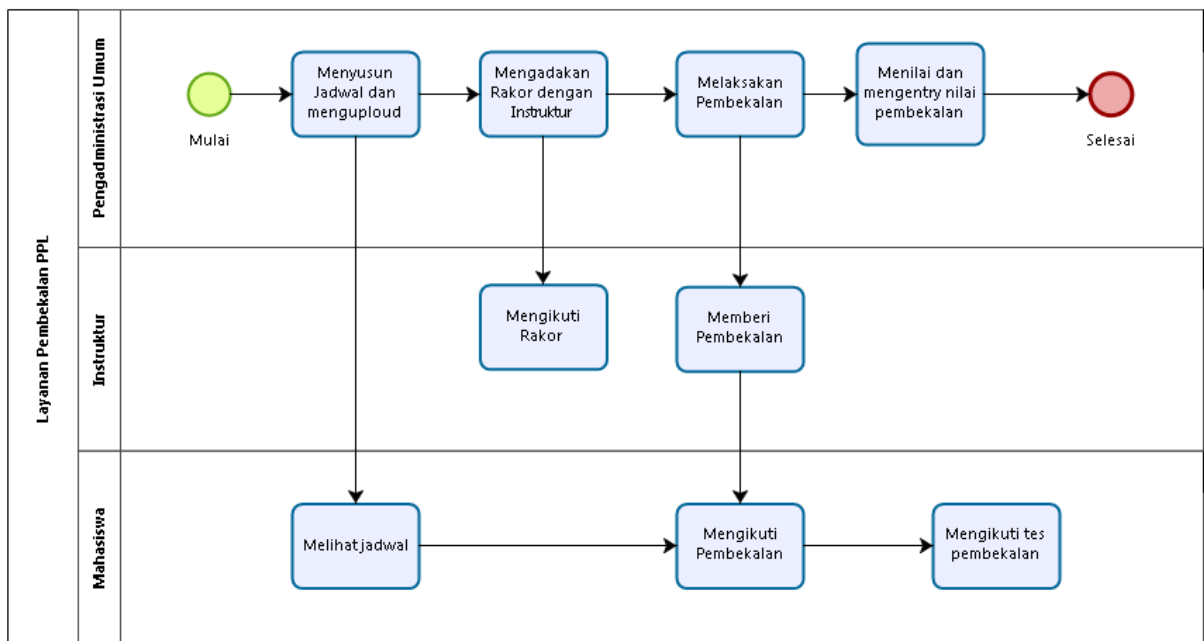 Layanan Pembekalan PPL
Pengadministrasi Umum
Mulai
Menyusun
Jadwal dan
menguploud
Mengadakan
Rakor dengan
Instruktur
Melaksakan
Pembekalan
Menilai dan
mengentry nilai
pembekalan
Selesai
Instruktur
Mengikuti
Rakor
Memberi
Pembekalan
Mahasiswa
Melihat jadwal
Mengikuti
Pembekalan
Mengikuti tes
pembekalan